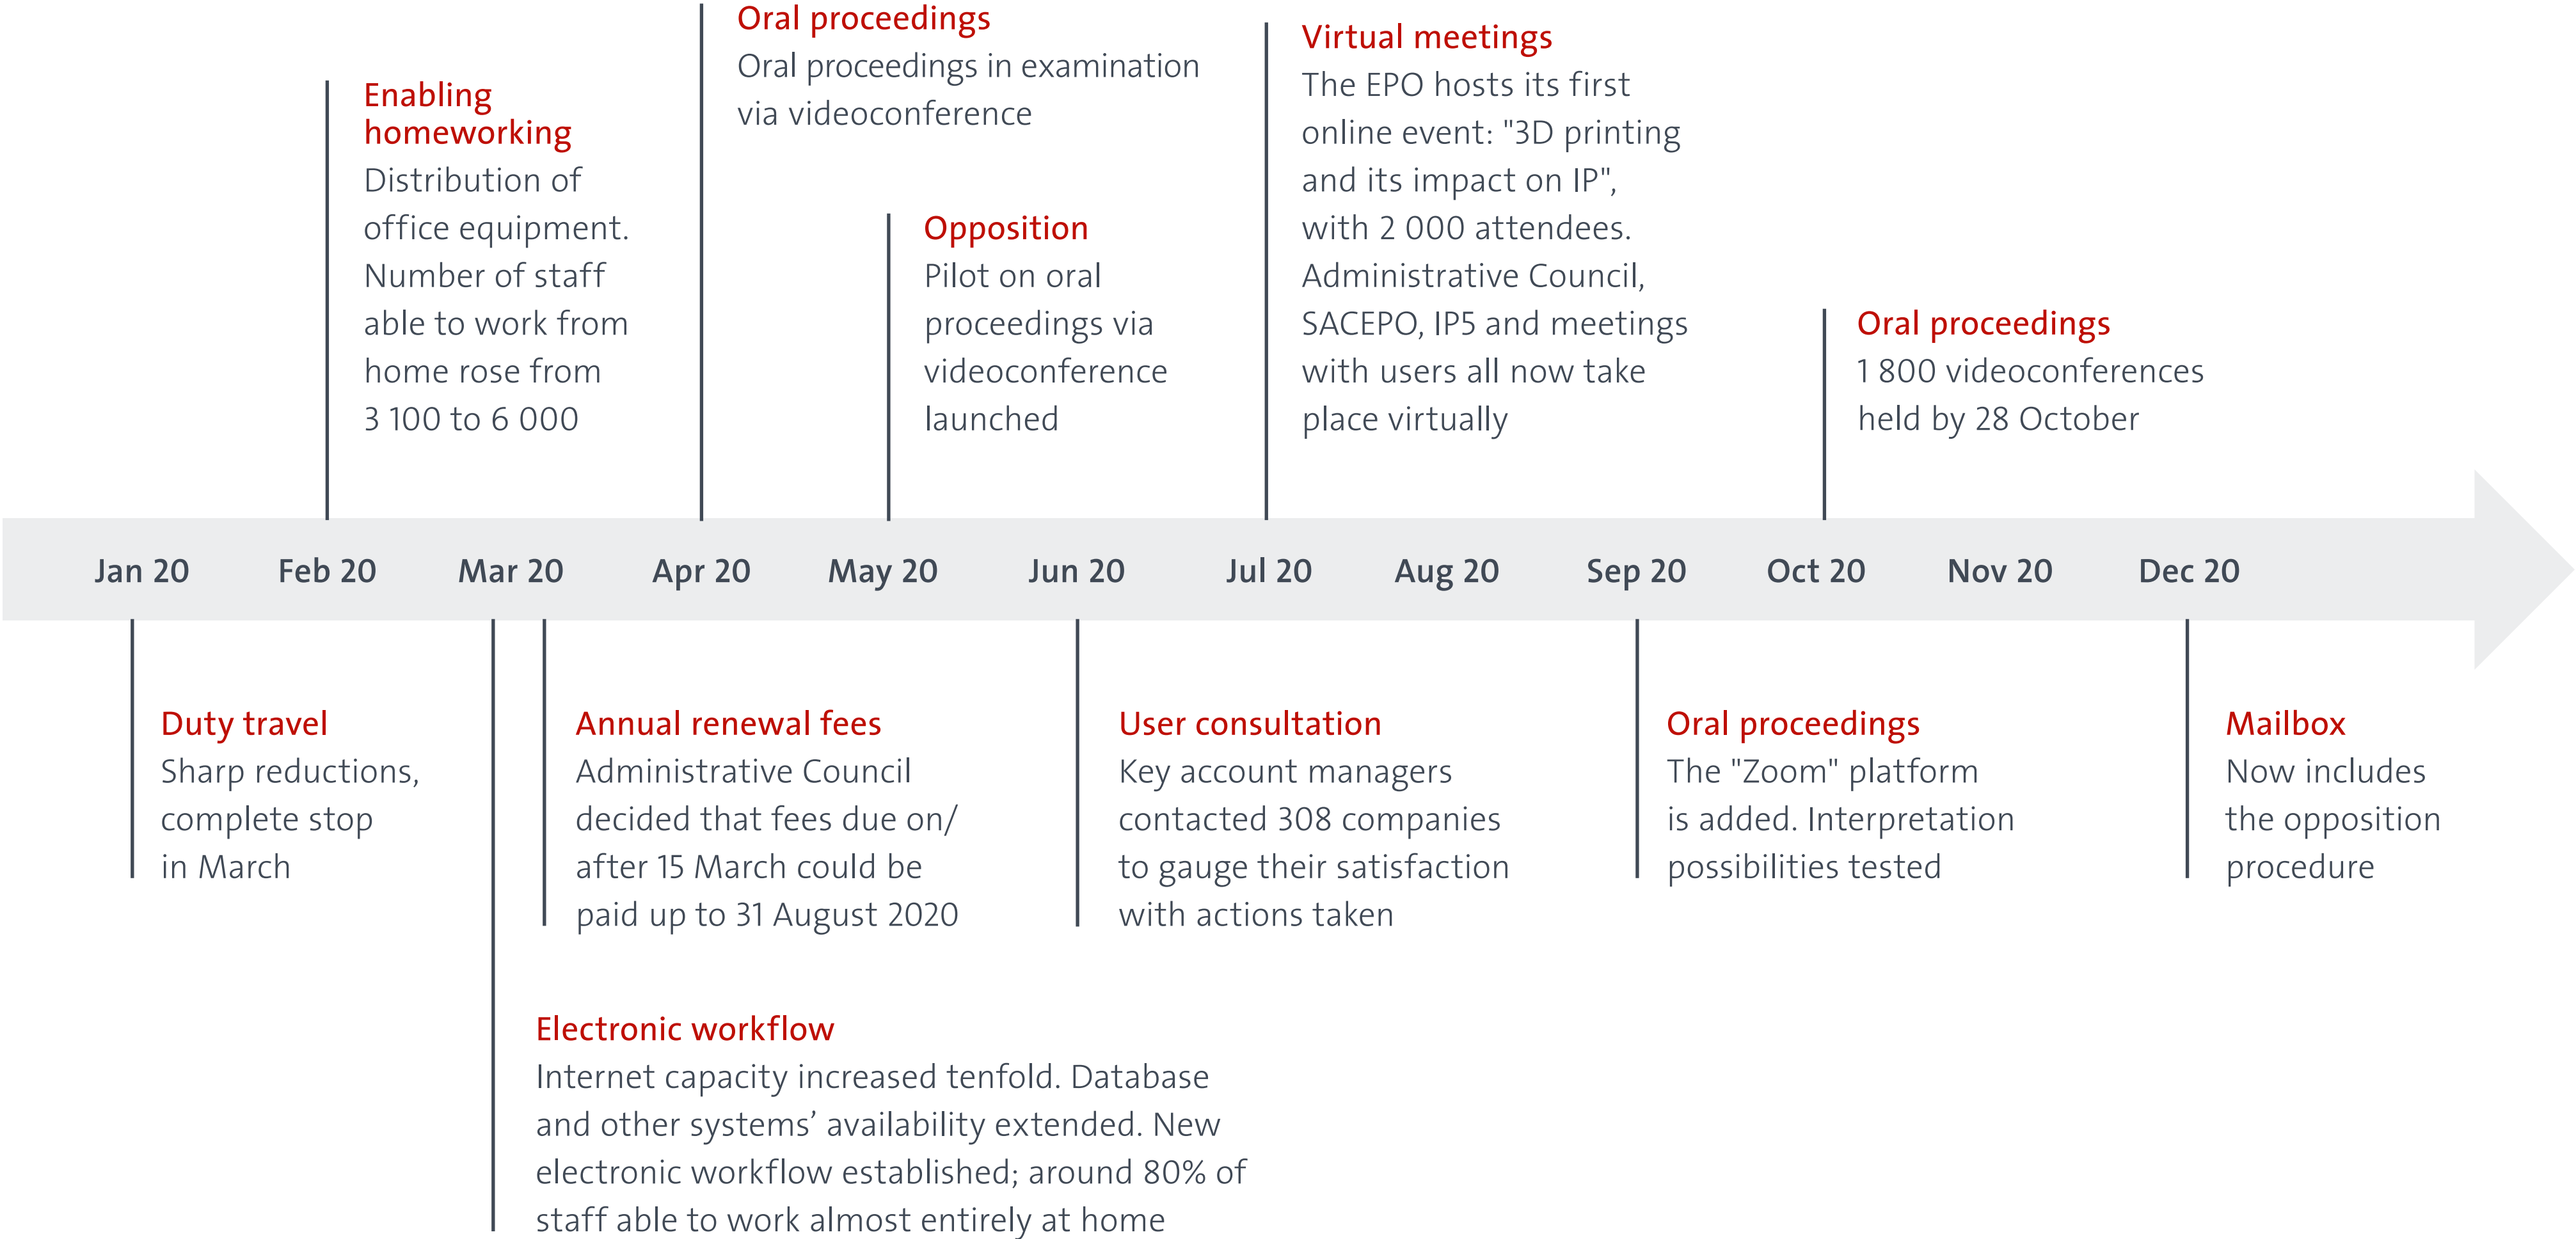 Oral proceedings
Oral proceedings in examination
via videoconference
Virtual meetings
The EPO hosts its first
online event: "3D printing
and its impact on IP",
with 2 000 attendees.
Administrative Council,
SACEPO, IP5 and meetings
with users all now take
place virtually
Enabling
homeworking
Distribution of
office equipment.
Number of staff
able to work from
home rose from
3 100 to 6 000
Opposition
Pilot on oral
proceedings via
videoconference
launched
Oral proceedings
1 800 videoconferences
held by 28 October
Jan 20 Feb 20 Mar 20 Apr 20 May 20 Jun 20 Jul 20 Aug 20 Sep 20 Oct 20 Nov 20 Dec 20
Duty travel
Sharp reductions,
complete stop
in March
Annual renewal fees
Administrative Council
decided that fees due on/
after 15 March could be
paid up to 31 August 2020
User consultation
Key account managers
contacted 308 companies
to gauge their satisfaction
with actions taken
Oral proceedings
The "Zoom" platform
is added. Interpretation
possibilities tested
Mailbox
Now includes
the opposition
procedure
Electronic workflow
Internet capacity increased tenfold. Database
and other systems’ availability extended. New
electronic workflow established; around 80% of
staff able to work almost entirely at home